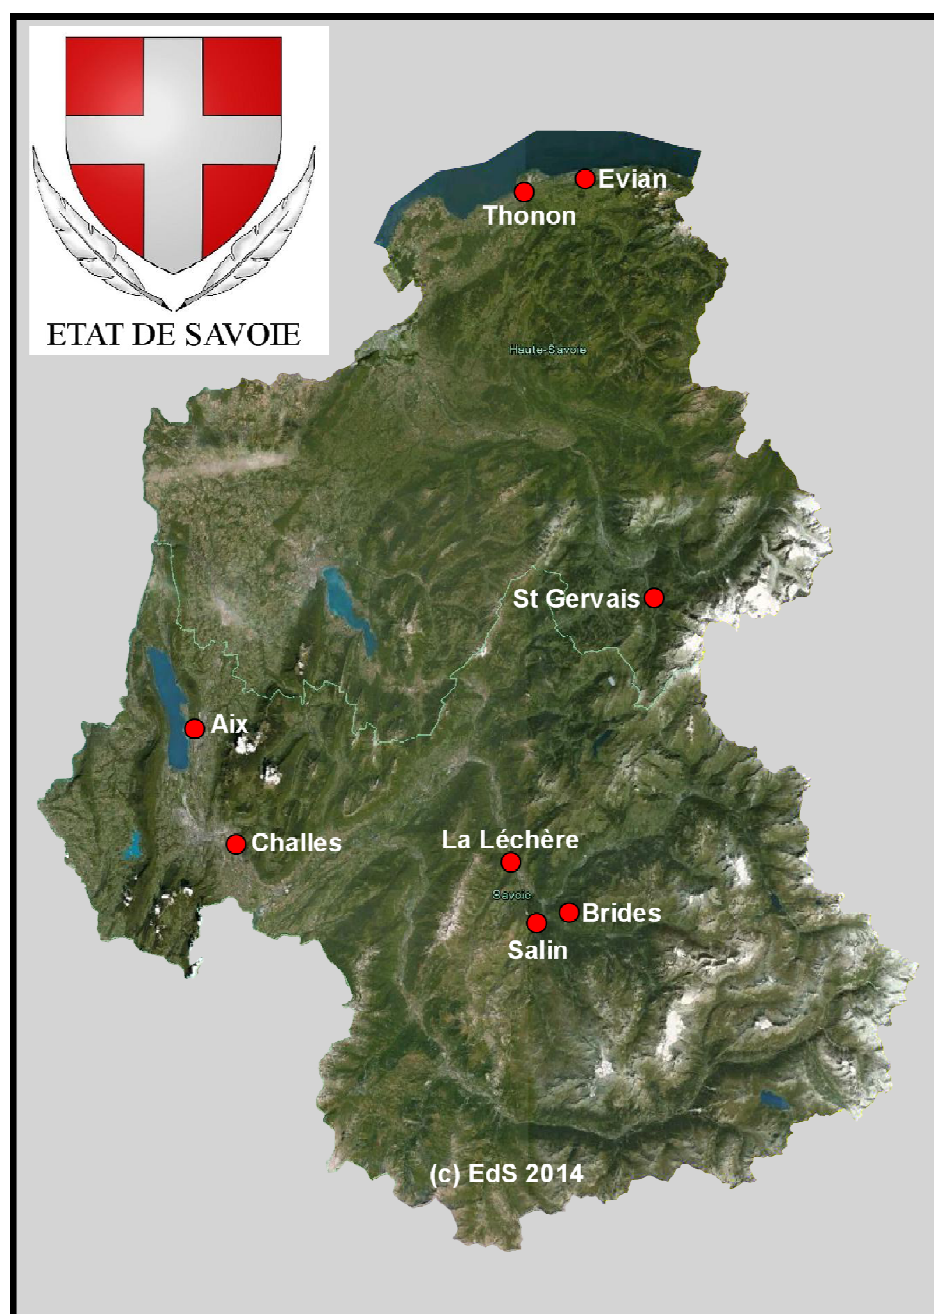 ETAT DE SAVOIE
Evian
Thonon
Haute-Savoie
St Gervais
Aix
Challes
La Léchère
Savoie
Brides
Salin
(c) EdS 2014